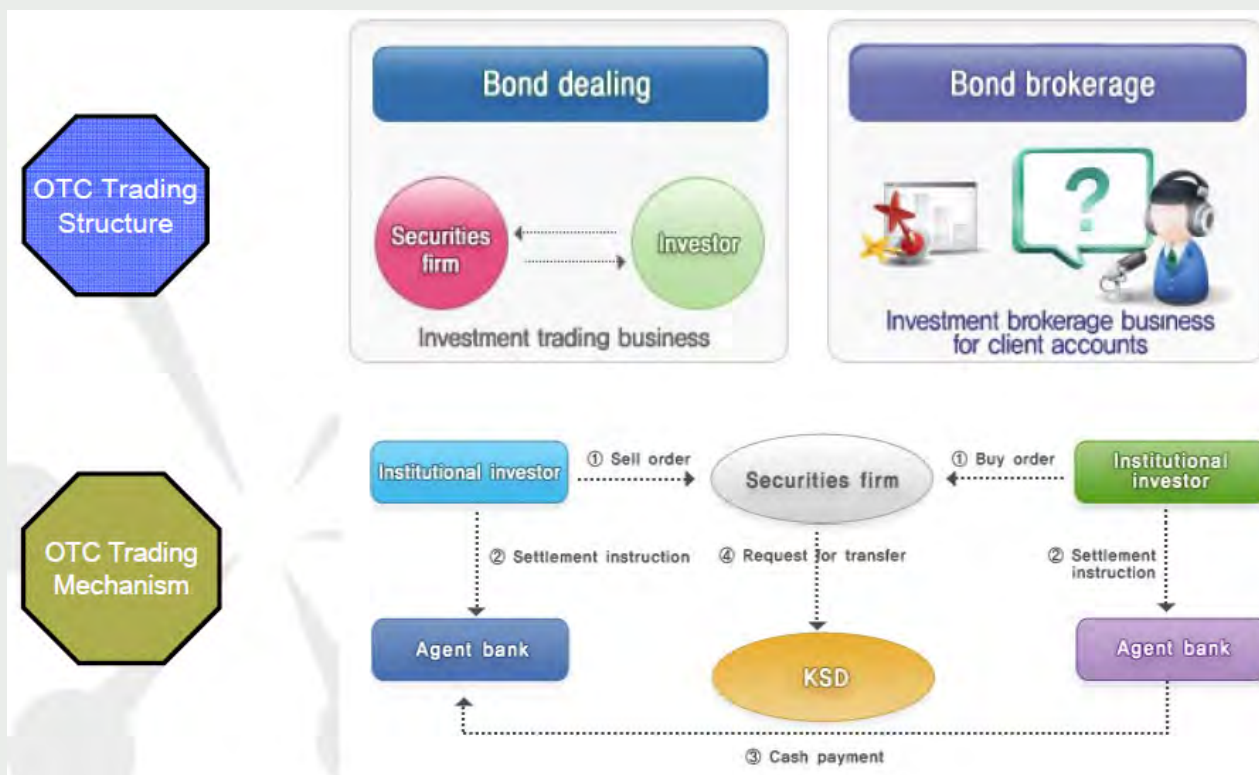 Bond dealing
Bond brokerage
OTC Trading
Structure
Securities
firm
Investor
?
Investment trading business
Investment brokerage business
for client accounts
OTC Trading
Mechanism
Institutional investor
① Sell order
Securities firm
① Buy order
Institutional
investor
② Settlement instruction
④ Request for transfer
② Settlement
instruction
Agent bank
KSD
Agent bank
③ Cash payment